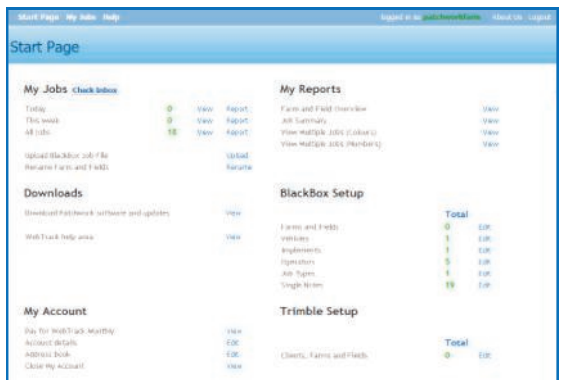 Start Page My Jobs Help
logged in as patchworkfarm About Us Logout
Start Page
My Jobs Check Inbox
Today 0 View Report
This week 0 View Report
All Jobs 18 View Report
Upload BlackBox Job File Upload
Rename Farm and Fields Rename
My Reports
Farm and Field Overview View
Job Summary View
View Multiple Jobs (Colours) View
View Multiple Jobs (Numbers) View
Downloads
Download Patchwork software and updates View
WebTrack help area View
BlackBox Setup
Total
Farms and Fields 0 Edit
Vehicles 1 Edit
Implements 1 Edit
Operators 5 Edit
Job Types 1 Edit
Single Notes 19 Edit
My Account
Pay for WebTrack Monthly View
Account details Edit
Address book Edit
Close My Account View
Trimble Setup
Total
Clients, Farms and Fields 0 Edit